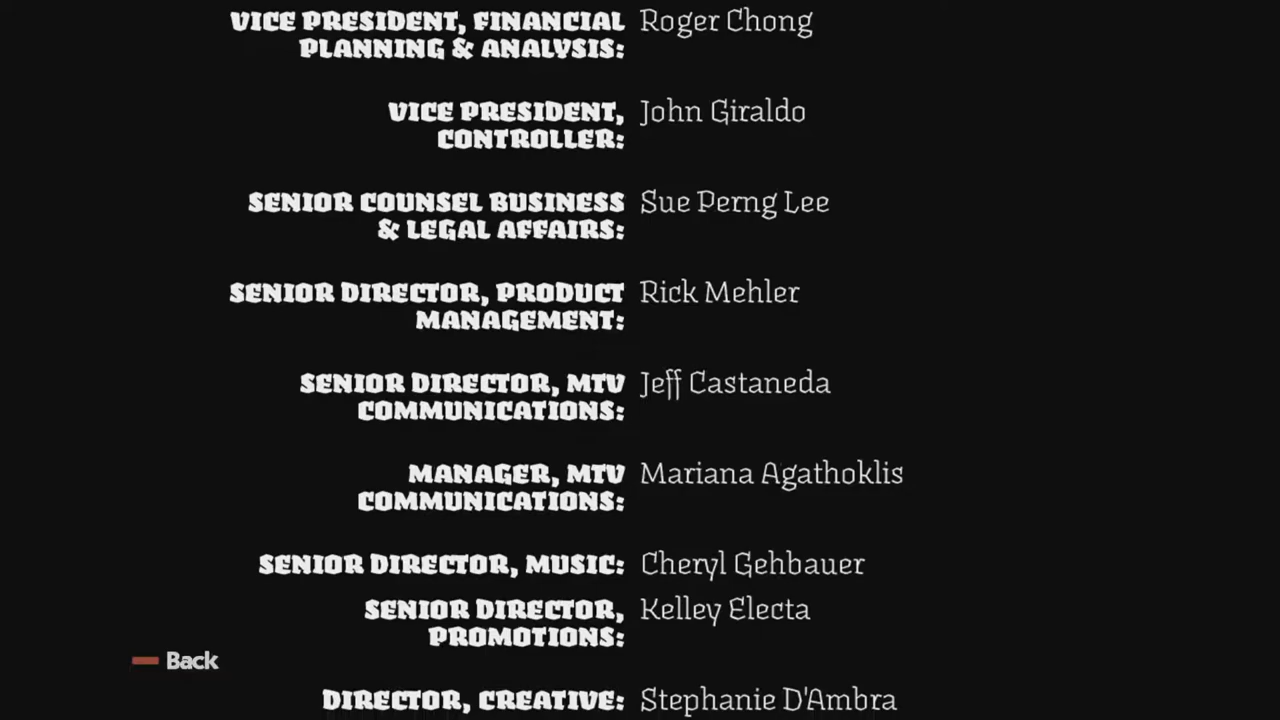 VICE PRESIDENT, FINANCIAL Roger Chong
PLANNING & ANALYSIS:
VICE PRESIDENT, John Giraldo
CONTROLLER:
SENIOR COUNSEL BUSINESS Sue Perng Lee
& LEGAL AFFAIRS:
SENIOR DIRECTOR, PRODUCT Rick Mehler
MANAGEMENT:
SENIOR DIRECTOR, MTV Jeff Castaneda
COMMUNICATIONS:
MANAGER, MTV Mariana Agathoklis
COMMUNICATIONS:
SENIOR DIRECTOR, MUSIC: Cheryl Gehbauer
SENIOR DIRECTOR, Kelley Electa
PROMOTIONS:
Back
DIRECTOR, CREATIVE: Stephanie D'Ambra